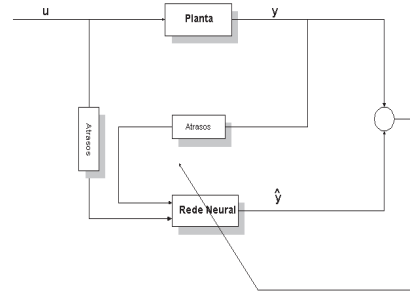 u
Planta
y
Atrasos
Atrasos
Rede Neural
ŷ